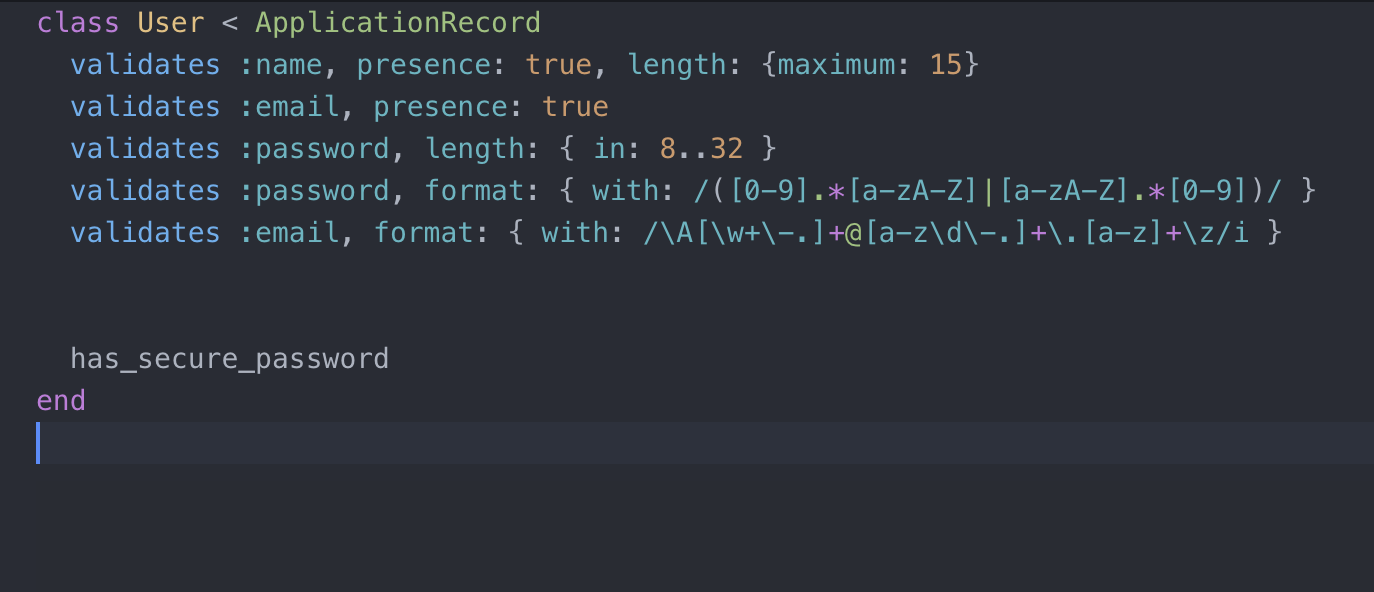 class User < ApplicationRecord
  validates :name, presence: true, length: {maximum: 15}
  validates :email, presence: true
  validates :password, length: { in: 8..32 }
  validates :password, format: { with: /([0-9].*[a-zA-Z]|[a-zA-Z].*[0-9])/ }
  validates :email, format: { with: /\A[\w+\-.]+@[a-z\d\-.]+\.[a-z]+\z/i }
  has_secure_password
end